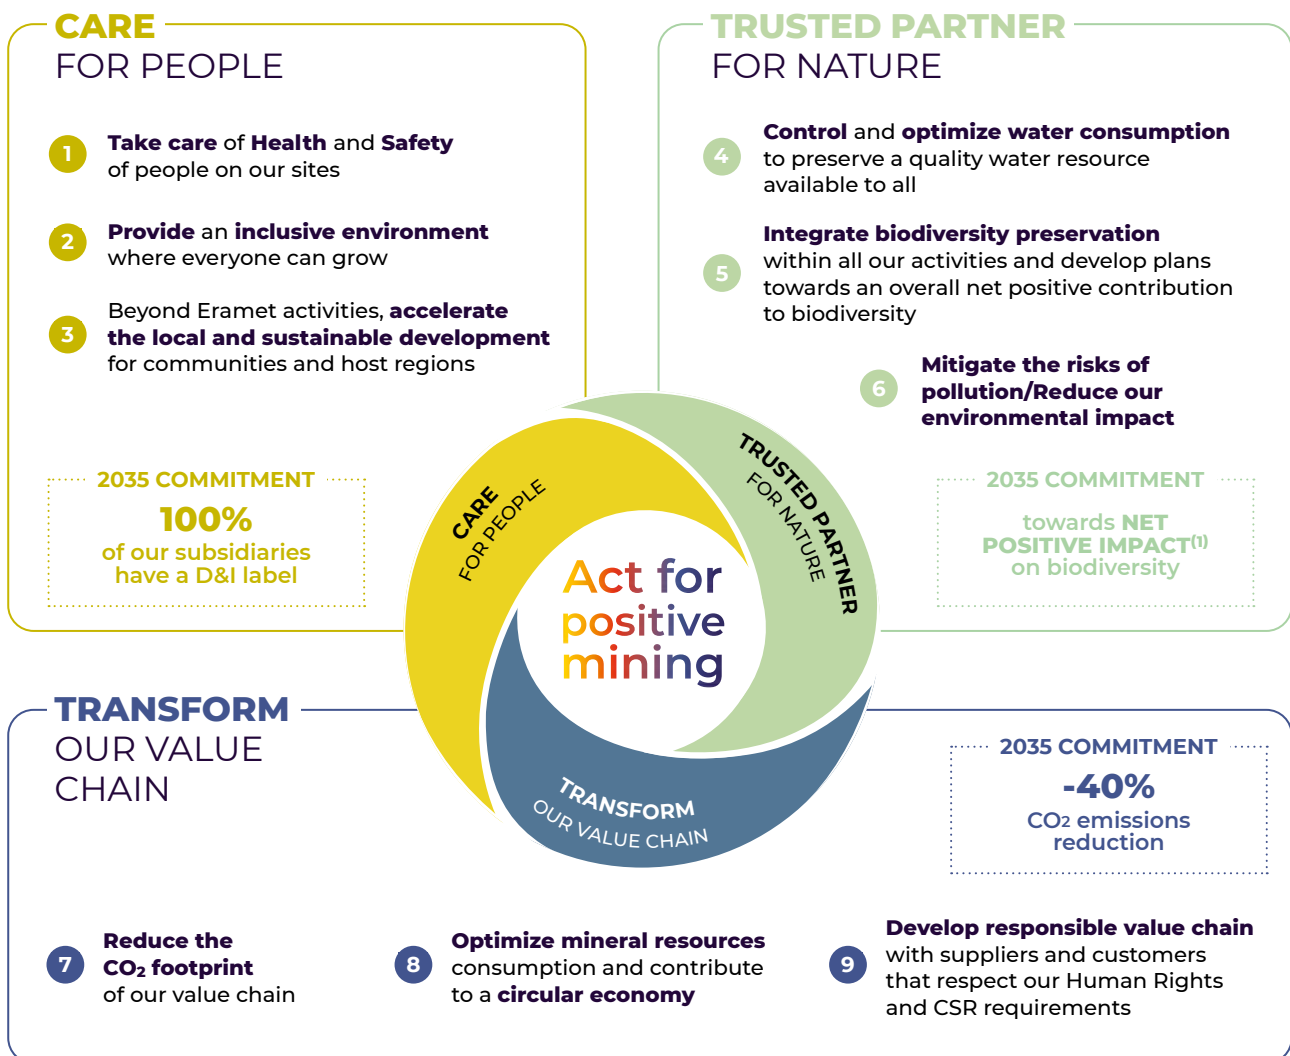 CARE
FOR PEOPLE
1
Take care of Health and Safety
of people on our sites
2
Provide an inclusive environment
where everyone can grow
3
Beyond Eramet activities, accelerate
the local and sustainable development
for communities and host regions
2035 COMMITMENT
100%
of our subsidiaries
have a D&I label
TRUSTED PARTNER
FOR NATURE
4
Control and optimize water consumption
to preserve a quality water resource
available to all
5
Integrate biodiversity preservation
within all our activities and develop plans
towards an overall net positive contribution
to biodiversity
6
Mitigate the risks of
pollution/Reduce our
environmental impact
2035 COMMITMENT
towards NET
POSITIVE IMPACT(1)
on biodiversity
CARE
FOR PEOPLE
TRUSTED PARTNER
FOR NATURE
Act for
positive
mining
TRANSFORM
OUR VALUE CHAIN
TRANSFORM
OUR VALUE
CHAIN
2035 COMMITMENT
-40%
CO2 emissions
reduction
7
Reduce the
CO2 footprint
of our value chain
8
Optimize mineral resources
consumption and contribute
to a circular economy
9
Develop responsible value chain
with suppliers and customers
that respect our Human Rights
and CSR requirements